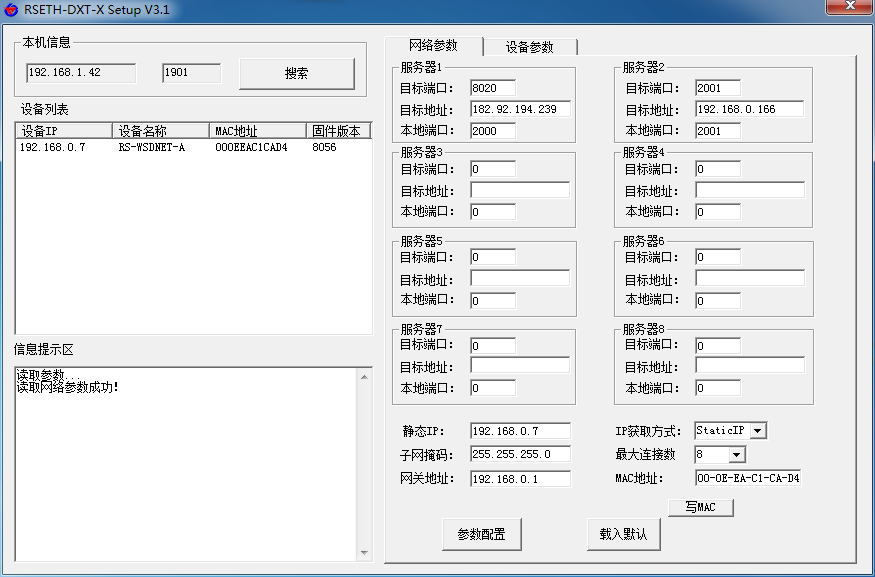 RSETH-DXT-X Setup V3.1
本机信息
192.168.1.42 1901 搜索
设备列表
设备IP 设备名称 MAC地址 固件版本
192.168.0.7 RS-WSDNET-A 000EEAC1CAD4 8056
信息提示区
读取参数...
读取网络参数成功!
网络参数 设备参数
服务器1
目标端口: 8020
目标地址: 182.92.194.239
本地端口: 2000
服务器2
目标端口: 2001
目标地址: 192.168.0.166
本地端口: 2001
服务器3
目标端口: 0
目标地址:
本地端口: 0
服务器4
目标端口: 0
目标地址:
本地端口: 0
服务器5
目标端口: 0
目标地址:
本地端口: 0
服务器6
目标端口: 0
目标地址:
本地端口: 0
服务器7
目标端口: 0
目标地址:
本地端口: 0
服务器8
目标端口: 0
目标地址:
本地端口: 0
静态IP: 192.168.0.7 IP获取方式: StaticIP
子网掩码: 255.255.255.0 最大连接数 8
网关地址: 192.168.0.1 MAC地址: 00-0E-EA-C1-CA-D4
写MAC
参数配置 载入默认